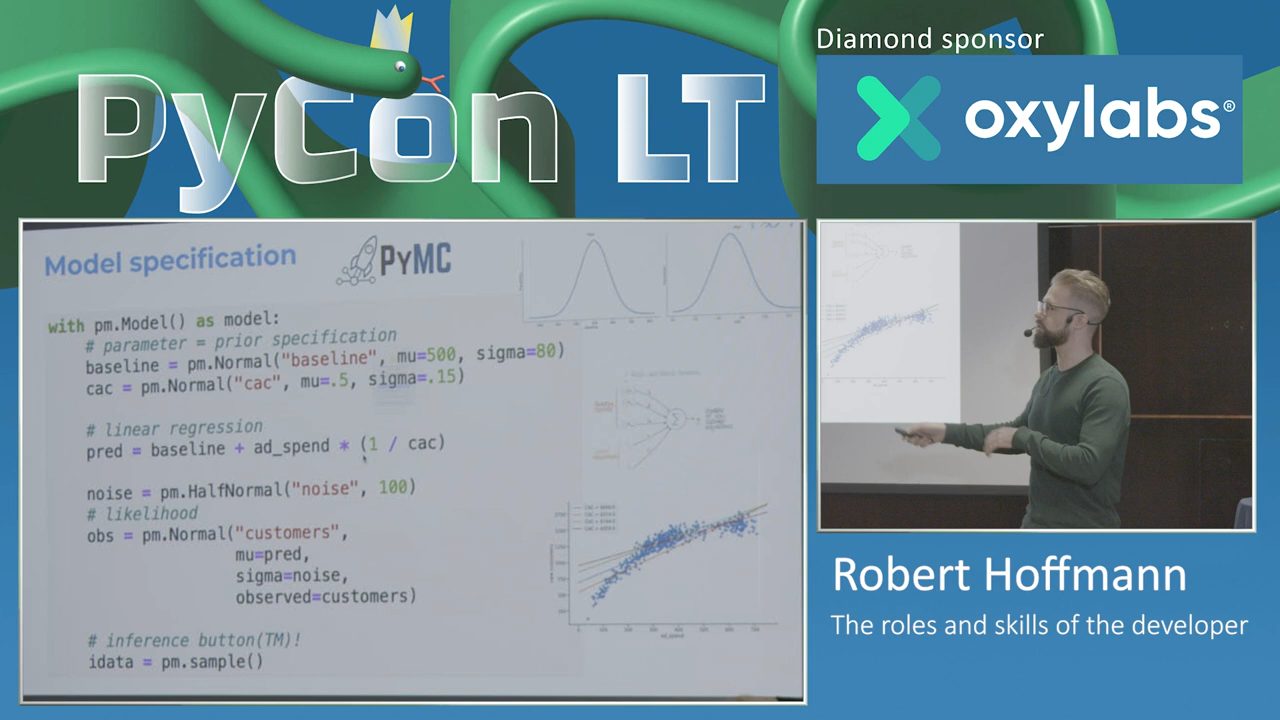 PyCon LT
Diamond sponsor
oxylabs®
Model specification
PyMC
with pm.Model() as model:
# parameter = prior specification
baseline = pm.Normal("baseline", mu=500, sigma=80)
cac = pm.Normal("cac", mu=.5, sigma=.15)
# linear regression
pred = baseline + ad_spend * (1 / cac)
noise = pm.HalfNormal("noise", 100)
# likelihood
obs = pm.Normal("customers",
mu=pred,
sigma=noise,
observed=customers)
# inference button(TM)!
idata = pm.sample()
Robert Hoffmann
The roles and skills of the developer